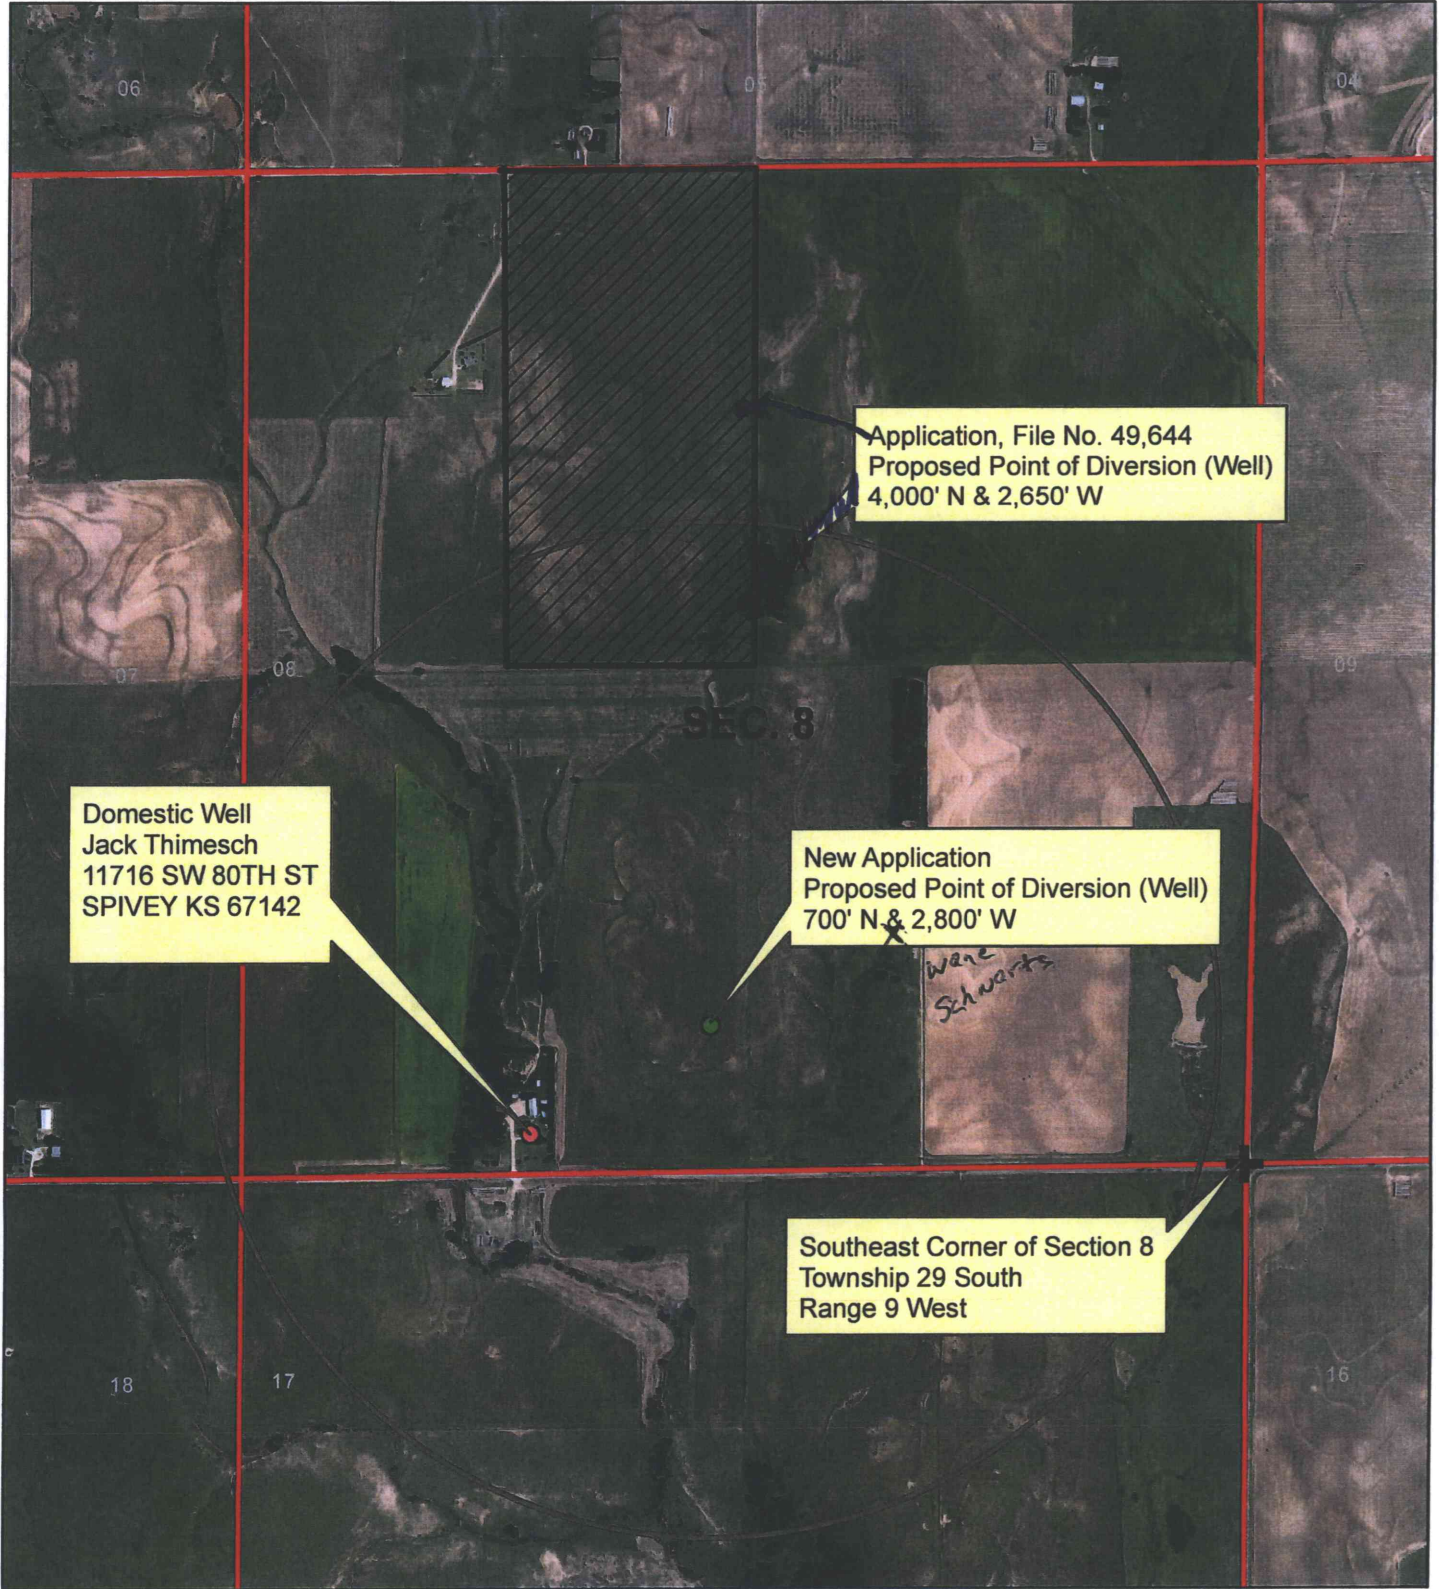 06
05
04
Application, File No. 49,644
Proposed Point of Diversion (Well)
4,000' N & 2,650' W
07
08
09
SEC. 8
Domestic Well
Jack Thimesch
11716 SW 80TH ST
SPIVEY KS 67142
New Application
Proposed Point of Diversion (Well)
700' N & 2,800' W
X
Schwartz
Southeast Corner of Section 8
Township 29 South
Range 9 West
18
17
16